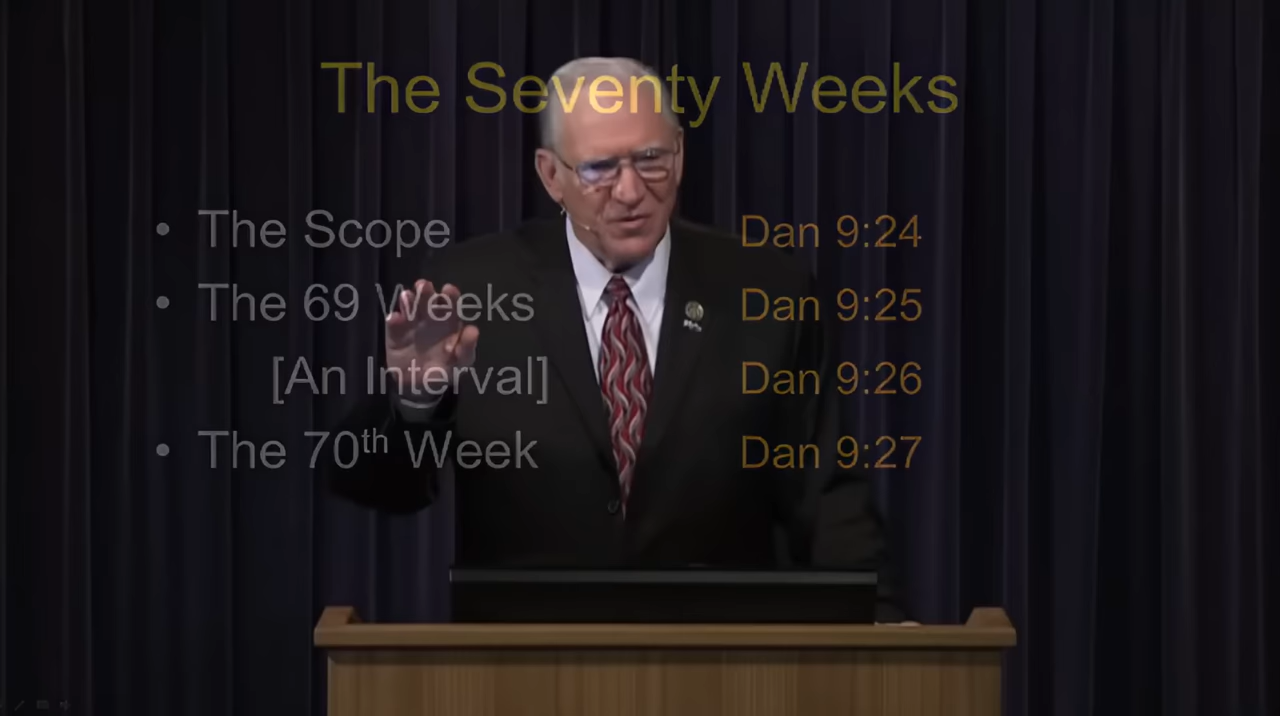 The Seventy Weeks
• The Scope Dan 9:24
• The 69 Weeks Dan 9:25
[An Interval] Dan 9:26
• The 70th Week Dan 9:27